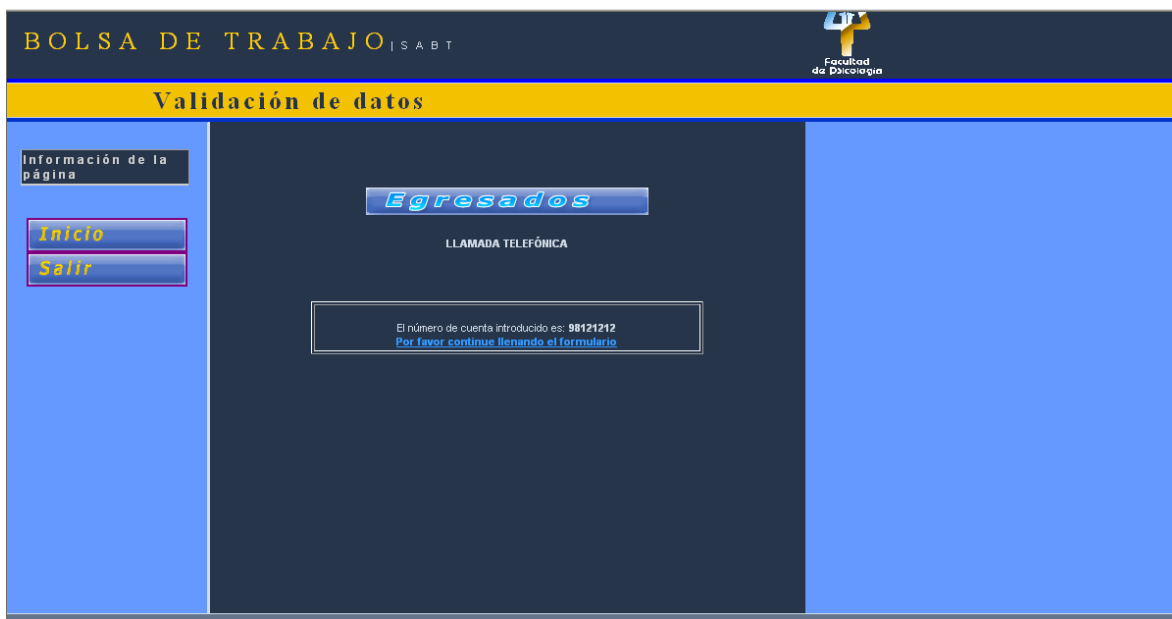 BOLSA DE TRABAJO|SABT
Facultad
de Psicología
Validación de datos
Información de la
página
Inicio
Salir
Egresados
LLAMADA TELEFÓNICA
El número de cuenta introducido es: 98121212
Por favor continue llenando el formulario